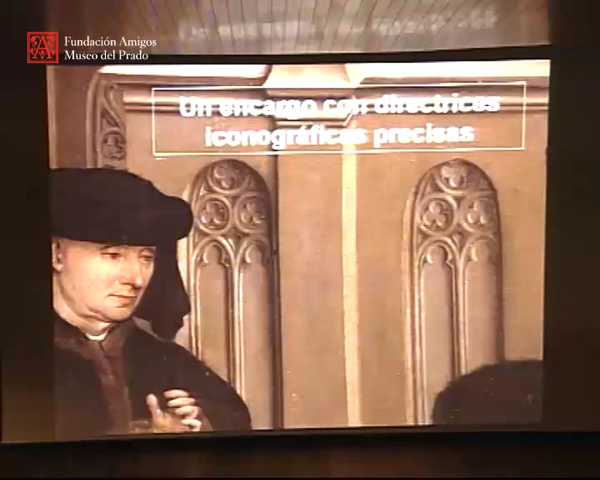 Fundación Amigos
Museo del Prado
Un encargo con directrices
iconográficas precisas